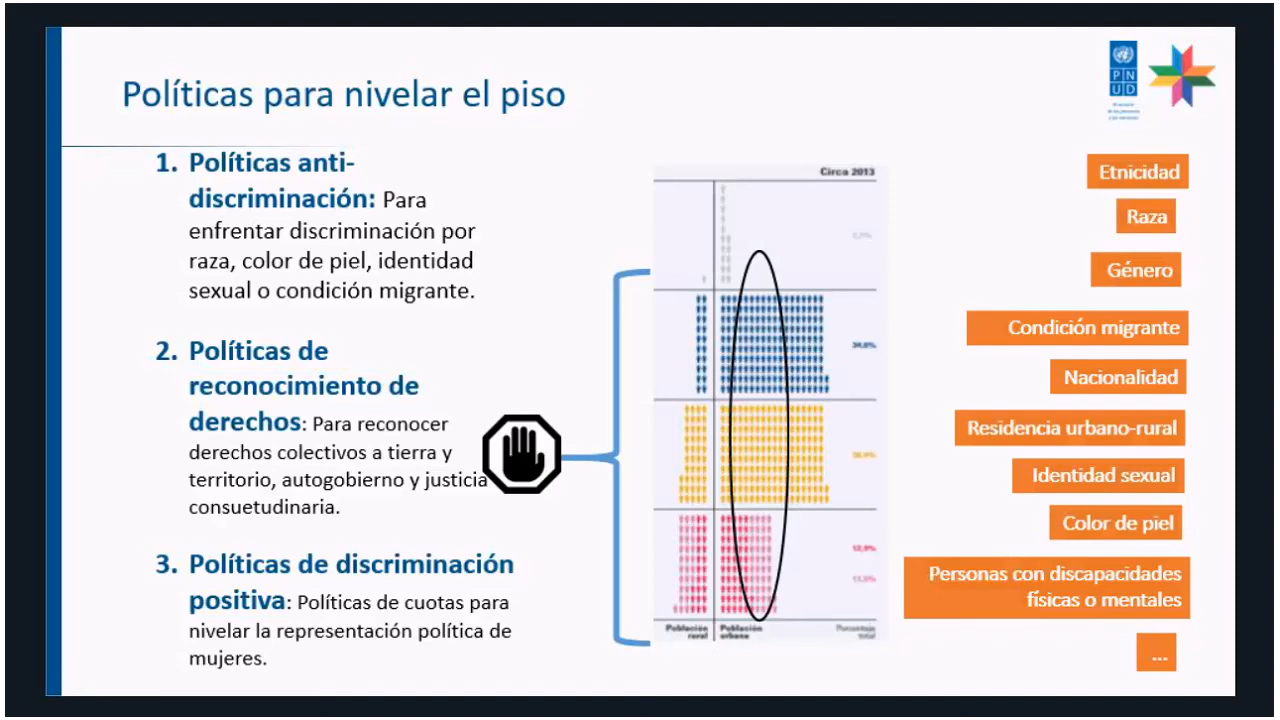 Políticas para nivelar el piso
P N
U D
1. Políticas anti-
discriminación: Para
enfrentar discriminación por
raza, color de piel, identidad
sexual o condición migrante.
2. Políticas de
reconocimiento de
derechos: Para reconocer
derechos colectivos a tierra y
territorio, autogobierno y justicia
consuetudinaria.
3. Políticas de discriminación
positiva: Políticas de cuotas para
nivelar la representación política de
mujeres.
Circa 2013
34,6%
Población
rural
Población
urbana
Porcentaje
total
Etnicidad
Raza
Género
Condición migrante
Nacionalidad
Residencia urbano-rural
Identidad sexual
Color de piel
Personas con discapacidades
físicas o mentales
...